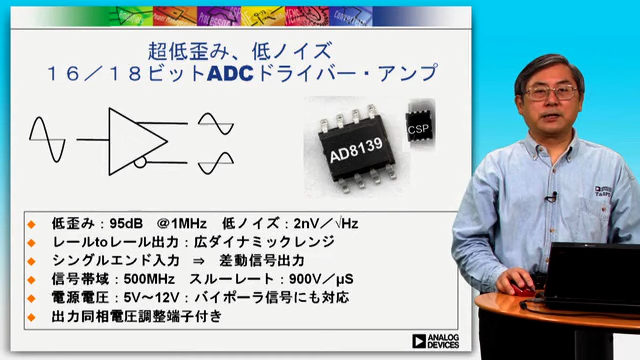 超低歪み、低ノイズ
１６／１８ビットADCドライバー・アンプ
AD8139
CSP
低歪み：95dB　@1MHz　低ノイズ：2nV／√Hz
レールtoレール出力：広ダイナミックレンジ
シングルエンド入力　⇒　差動信号出力
信号帯域：500MHz　スルーレート：900V／μS
電源電圧：5V～12V：バイポーラ信号にも対応
出力同相電圧調整端子付き
ANALOG
DEVICES